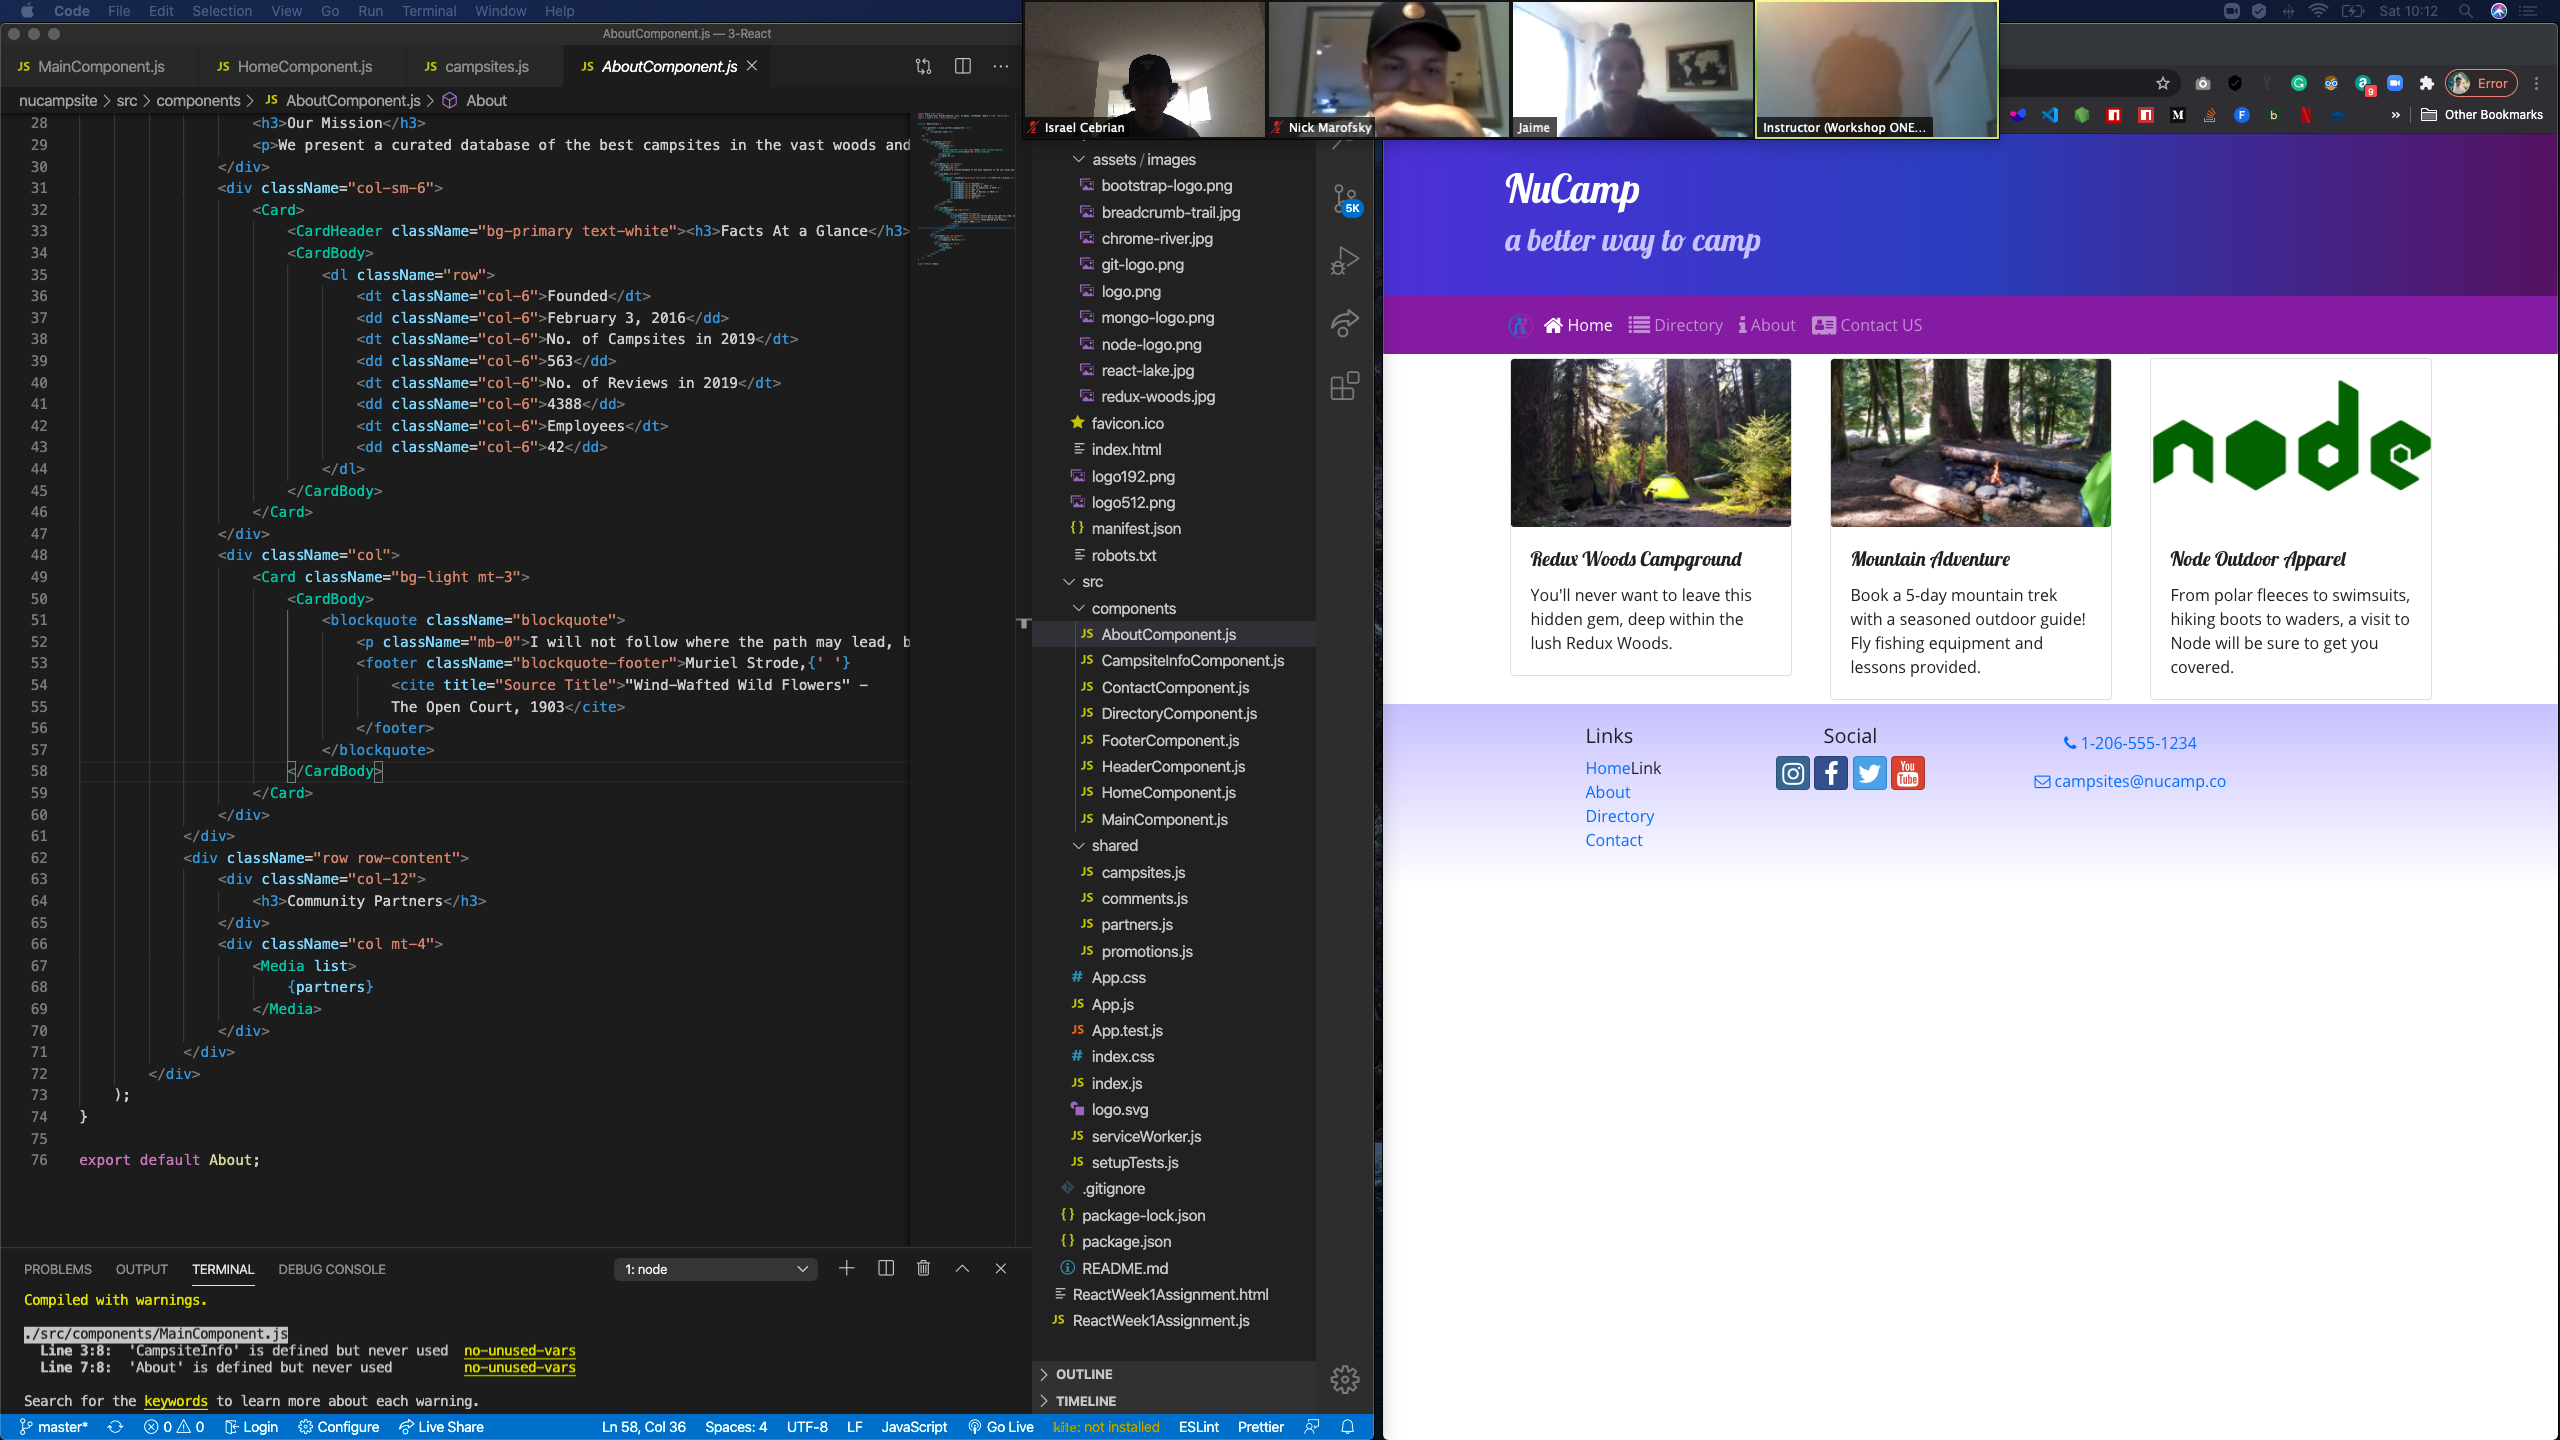 Code File Edit Selection View Go Run Terminal Window Help
Sat 10:12
AboutComponent.js — 3-React
JS MainComponent.js JS HomeComponent.js JS campsites.js JS AboutComponent.js
nucampsite > src > components > JS AboutComponent.js > About
28 <h3>Our Mission</h3>
29 <p>We present a curated database of the best campsites in the vast woods and
30 </div>
31 <div className="col-sm-6">
32 <Card>
33 <CardHeader className="bg-primary text-white"><h3>Facts At a Glance</h3>
34 <CardBody>
35 <dl className="row">
36 <dt className="col-6">Founded</dt>
37 <dd className="col-6">February 3, 2016</dd>
38 <dt className="col-6">No. of Campsites in 2019</dt>
39 <dd className="col-6">563</dd>
40 <dt className="col-6">No. of Reviews in 2019</dt>
41 <dd className="col-6">4388</dd>
42 <dt className="col-6">Employees</dt>
43 <dd className="col-6">42</dd>
44 </dl>
45 </CardBody>
46 </Card>
47 </div>
48 <div className="col">
49 <Card className="bg-light mt-3">
50 <CardBody>
51 <blockquote className="blockquote">
52 <p className="mb-0">I will not follow where the path may lead, b
53 <footer className="blockquote-footer">Muriel Strode,{' '}
54 <cite title="Source Title">"Wind-Wafted Wild Flowers" -
55 The Open Court, 1903</cite>
56 </footer>
57 </blockquote>
58 </CardBody>
59 </Card>
60 </div>
61 </div>
62 <div className="row row-content">
63 <div className="col-12">
64 <h3>Community Partners</h3>
65 </div>
66 <div className="col mt-4">
67 <Media list>
68 {partners}
69 </Media>
70 </div>
71 </div>
72 </div>
73 );
74 }
75
76 export default About;
PROBLEMS OUTPUT TERMINAL DEBUG CONSOLE
1: node
Compiled with warnings.
./src/components/MainComponent.js
Line 3:8: 'CampsiteInfo' is defined but never used no-unused-vars
Line 7:8: 'About' is defined but never used no-unused-vars
Search for the keywords to learn more about each warning.
master* 0 0 Login Configure Live Share Ln 58, Col 36 Spaces: 4 UTF-8 LF JavaScript Go Live kite: not installed ESLint Prettier
Israel Cebrian
Nick Marofsky
Jaime
Instructor (Workshop ONE...
assets / images
bootstrap-logo.png
breadcrumb-trail.jpg
chrome-river.jpg
git-logo.png
logo.png
mongo-logo.png
node-logo.png
react-lake.jpg
redux-woods.jpg
favicon.ico
index.html
logo192.png
logo512.png
{} manifest.json
robots.txt
src
components
JS AboutComponent.js
JS CampsiteInfoComponent.js
JS ContactComponent.js
JS DirectoryComponent.js
JS FooterComponent.js
JS HeaderComponent.js
JS HomeComponent.js
JS MainComponent.js
shared
JS campsites.js
JS comments.js
JS partners.js
JS promotions.js
# App.css
JS App.js
JS App.test.js
# index.css
JS index.js
logo.svg
JS serviceWorker.js
JS setupTests.js
.gitignore
{} package-lock.json
{} package.json
README.md
ReactWeek1Assignment.html
JS ReactWeek1Assignment.js
OUTLINE
TIMELINE
5K
9
Error
Other Bookmarks
NuCamp
a better way to camp
Home Directory About Contact US
node
Redux Woods Campground
You'll never want to leave this
hidden gem, deep within the
lush Redux Woods.
Mountain Adventure
Book a 5-day mountain trek
with a seasoned outdoor guide!
Fly fishing equipment and
lessons provided.
Node Outdoor Apparel
From polar fleeces to swimsuits,
hiking boots to waders, a visit to
Node will be sure to get you
covered.
Links
HomeLink
About
Directory
Contact
Social
You Tube
1-206-555-1234
campsites@nucamp.co